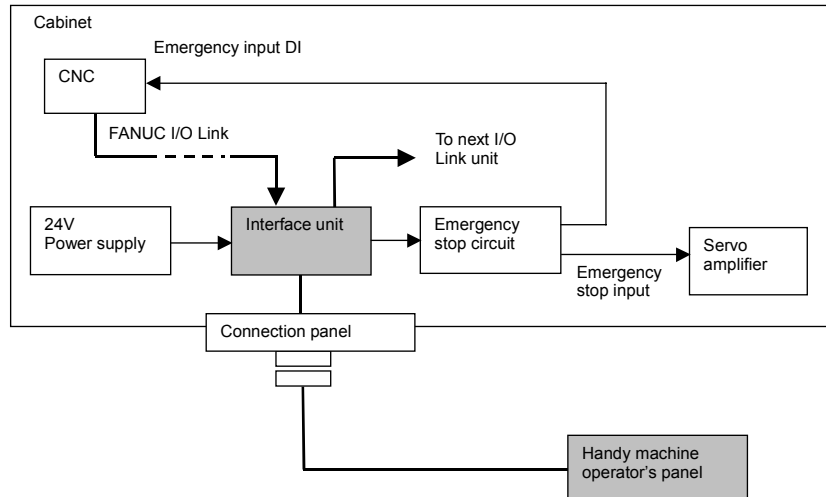 Cabinet
Emergency input DI
CNC
FANUC I/O Link
To next I/O
Link unit
24V
Power supply
Interface unit
Emergency
stop circuit
Servo
amplifier
Emergency
stop input
Connection panel
Handy machine
operator's panel